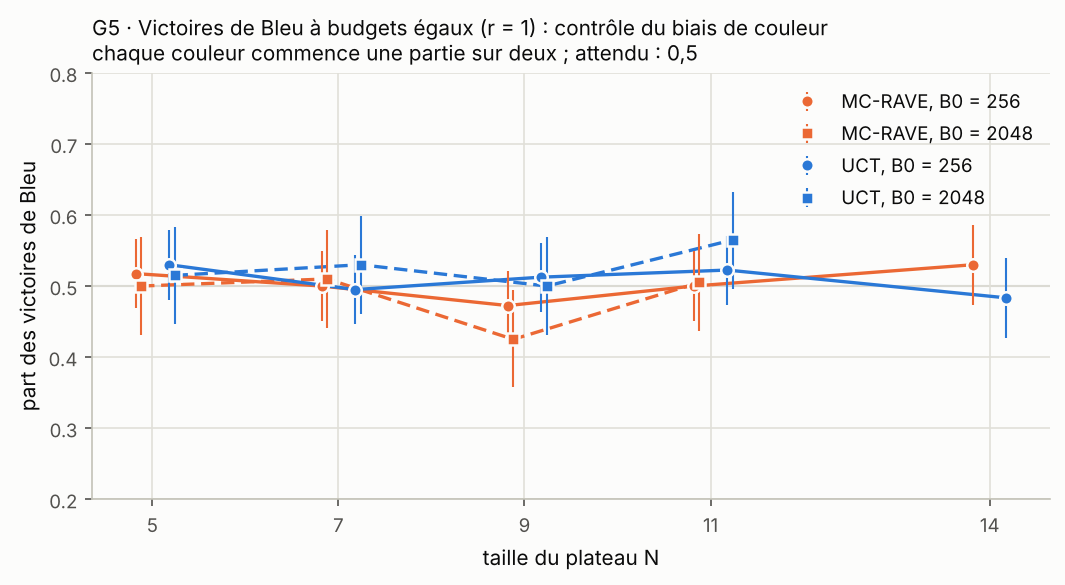 G5 · Victoires de Bleu à budgets égaux (r = 1) : contrôle du biais de couleur
chaque couleur commence une partie sur deux ; attendu : 0,5
MC-RAVE, B0 = 256
MC-RAVE, B0 = 2048
UCT, B0 = 256
UCT, B0 = 2048
part des victoires de Bleu
0.8
0.7
0.6
0.5
0.4
0.3
0.2
5
7
9
11
14
taille du plateau N